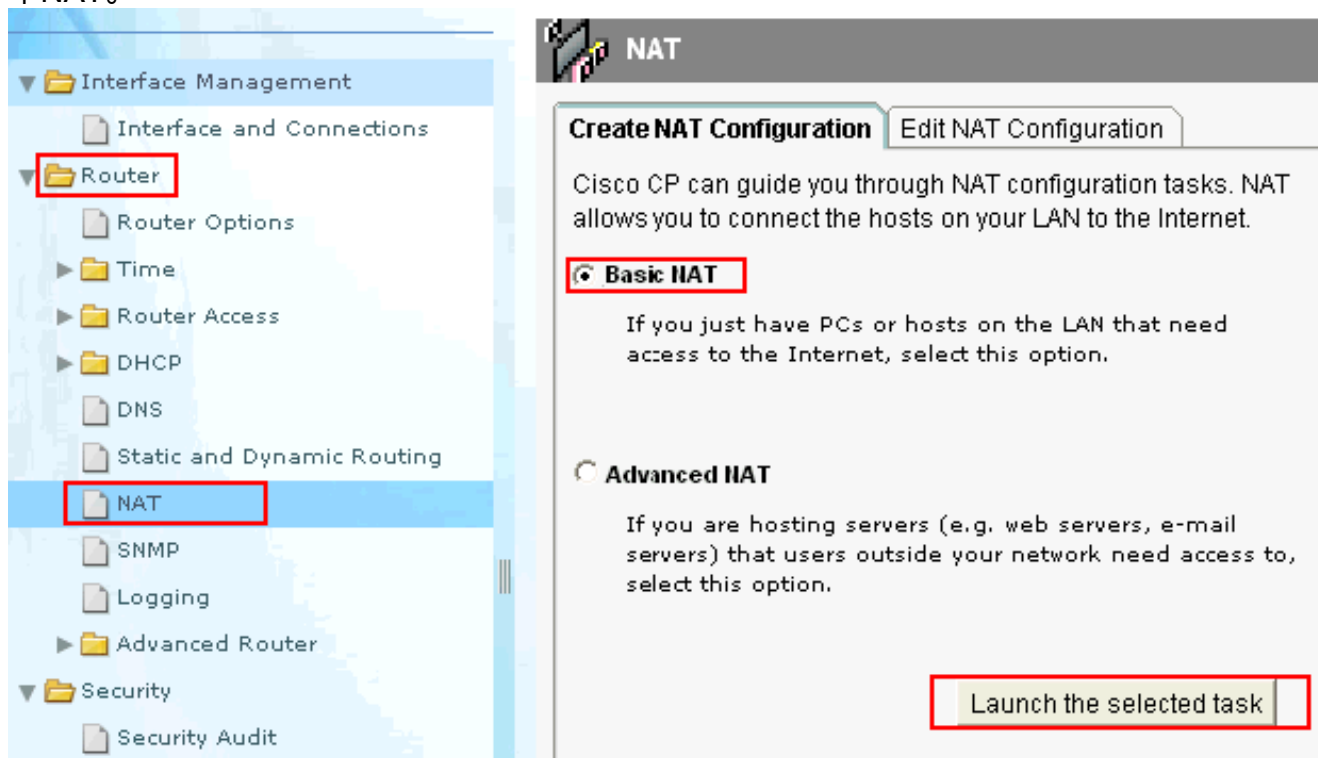 NAT。
Interface Management
Interface and Connections
Router
Router Options
Time
Router Access
DHCP
DNS
Static and Dynamic Routing
NAT
SNMP
Logging
Advanced Router
Security
Security Audit
NAT
Create NAT Configuration
Edit NAT Configuration
Cisco CP can guide you through NAT configuration tasks. NAT
allows you to connect the hosts on your LAN to the Internet.
Basic NAT
If you just have PCs or hosts on the LAN that need
access to the Internet, select this option.
Advanced NAT
If you are hosting servers (e.g. web servers, e-mail
servers) that users outside your network need access to,
select this option.
Launch the selected task